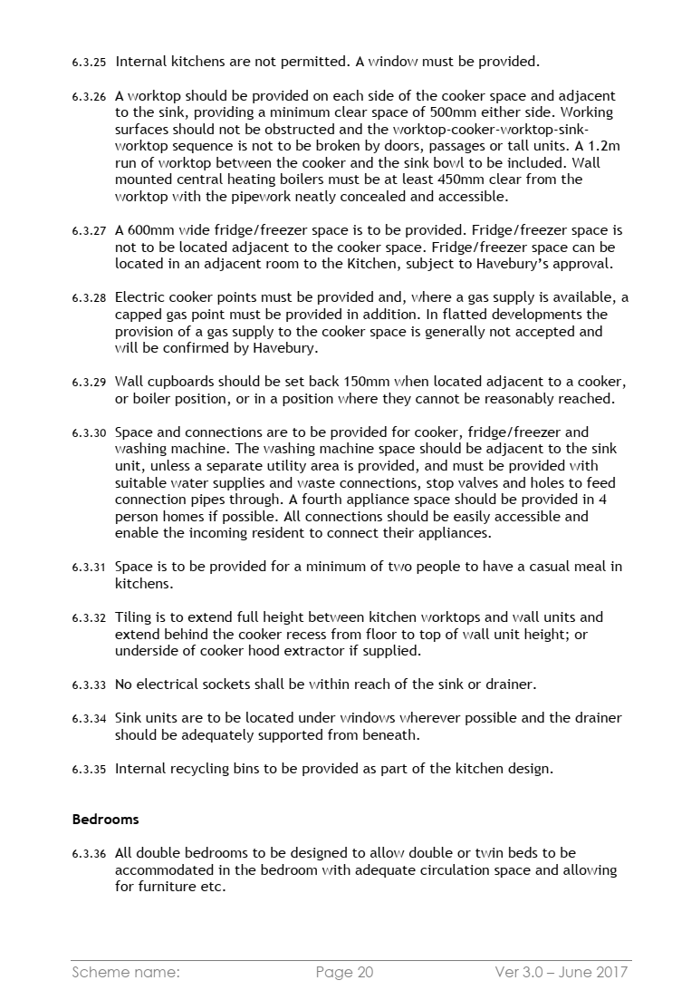 6.3.25 Internal kitchens are not permitted. A window must be provided.
6.3.26 A worktop should be provided on each side of the cooker space and adjacent
to the sink, providing a minimum clear space of 500mm either side. Working
surfaces should not be obstructed and the worktop-cooker-worktop-sink-
worktop sequence is not to be broken by doors, passages or tall units. A 1.2m
run of worktop between the cooker and the sink bowl to be included. Wall
mounted central heating boilers must be at least 450mm clear from the
worktop with the pipework neatly concealed and accessible.
6.3.27 A 600mm wide fridge/freezer space is to be provided. Fridge/freezer space is
not to be located adjacent to the cooker space. Fridge/freezer space can be
located in an adjacent room to the Kitchen, subject to Havebury’s approval.
6.3.28 Electric cooker points must be provided and, where a gas supply is available, a
capped gas point must be provided in addition. In flatted developments the
provision of a gas supply to the cooker space is generally not accepted and
will be confirmed by Havebury.
6.3.29 Wall cupboards should be set back 150mm when located adjacent to a cooker,
or boiler position, or in a position where they cannot be reasonably reached.
6.3.30 Space and connections are to be provided for cooker, fridge/freezer and
washing machine. The washing machine space should be adjacent to the sink
unit, unless a separate utility area is provided, and must be provided with
suitable water supplies and waste connections, stop valves and holes to feed
connection pipes through. A fourth appliance space should be provided in 4
person homes if possible. All connections should be easily accessible and
enable the incoming resident to connect their appliances.
6.3.31 Space is to be provided for a minimum of two people to have a casual meal in
kitchens.
6.3.32 Tiling is to extend full height between kitchen worktops and wall units and
extend behind the cooker recess from floor to top of wall unit height; or
underside of cooker hood extractor if supplied.
6.3.33 No electrical sockets shall be within reach of the sink or drainer.
6.3.34 Sink units are to be located under windows wherever possible and the drainer
should be adequately supported from beneath.
6.3.35 Internal recycling bins to be provided as part of the kitchen design.
Bedrooms
6.3.36 All double bedrooms to be designed to allow double or twin beds to be
accommodated in the bedroom with adequate circulation space and allowing
for furniture etc.
Scheme name: Page 20 Ver 3.0 – June 2017